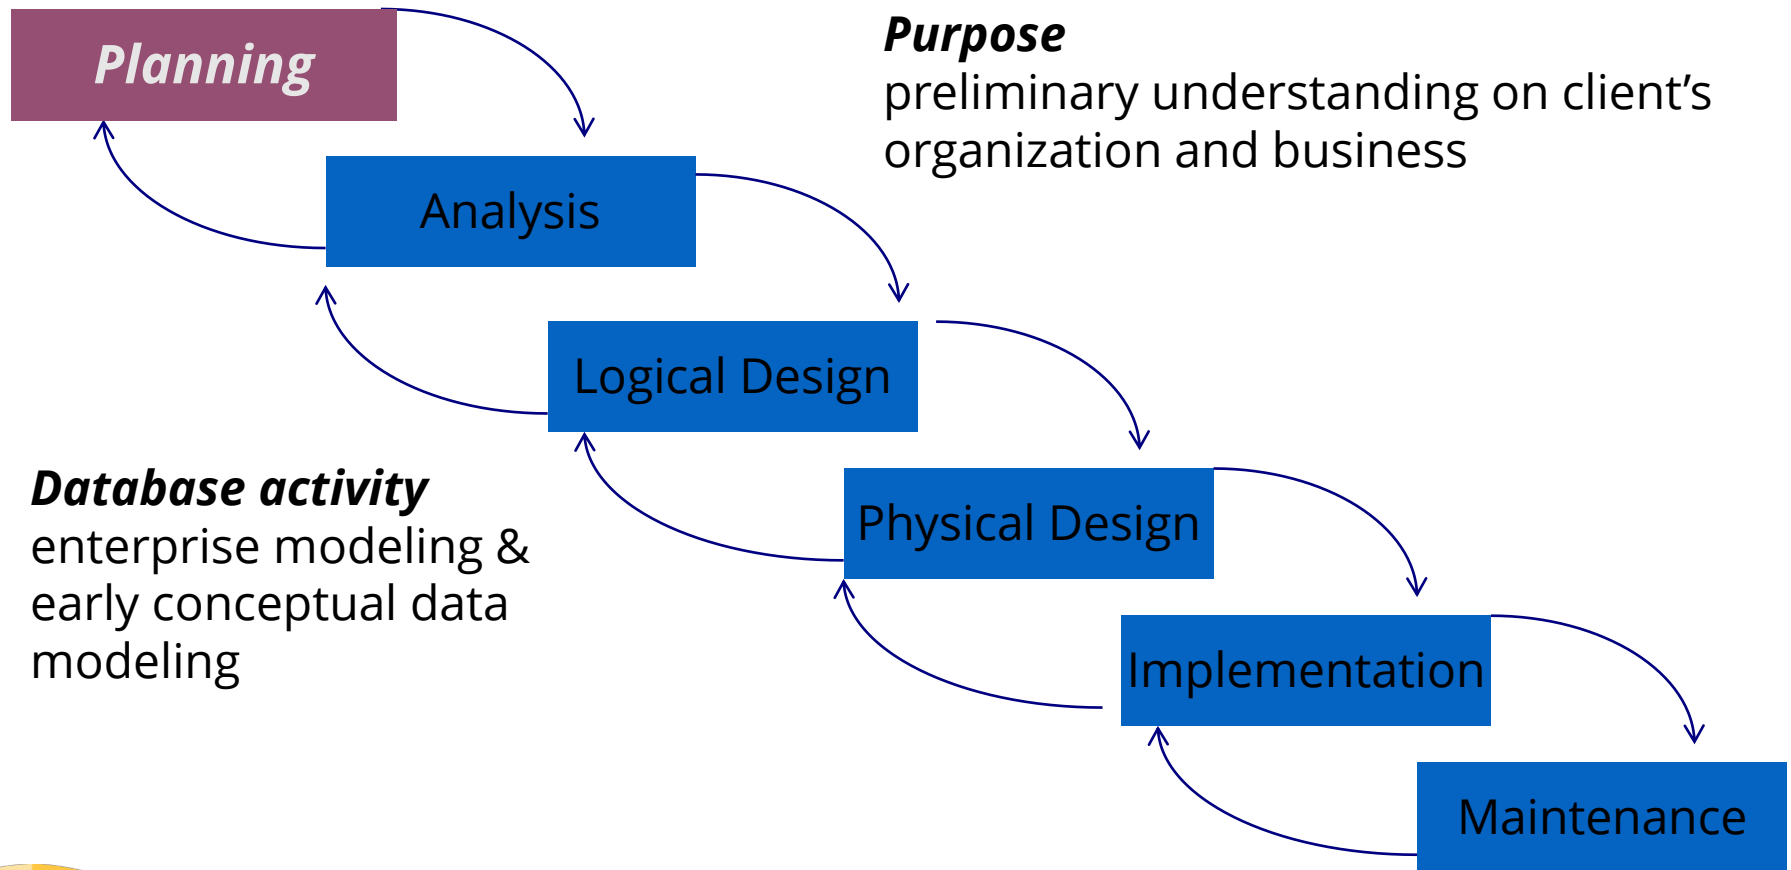 Planning
Purpose
preliminary understanding on client’s
organization and business
Analysis
Logical Design
Database activity
enterprise modeling &
early conceptual data
modeling
Physical Design
Implementation
Maintenance